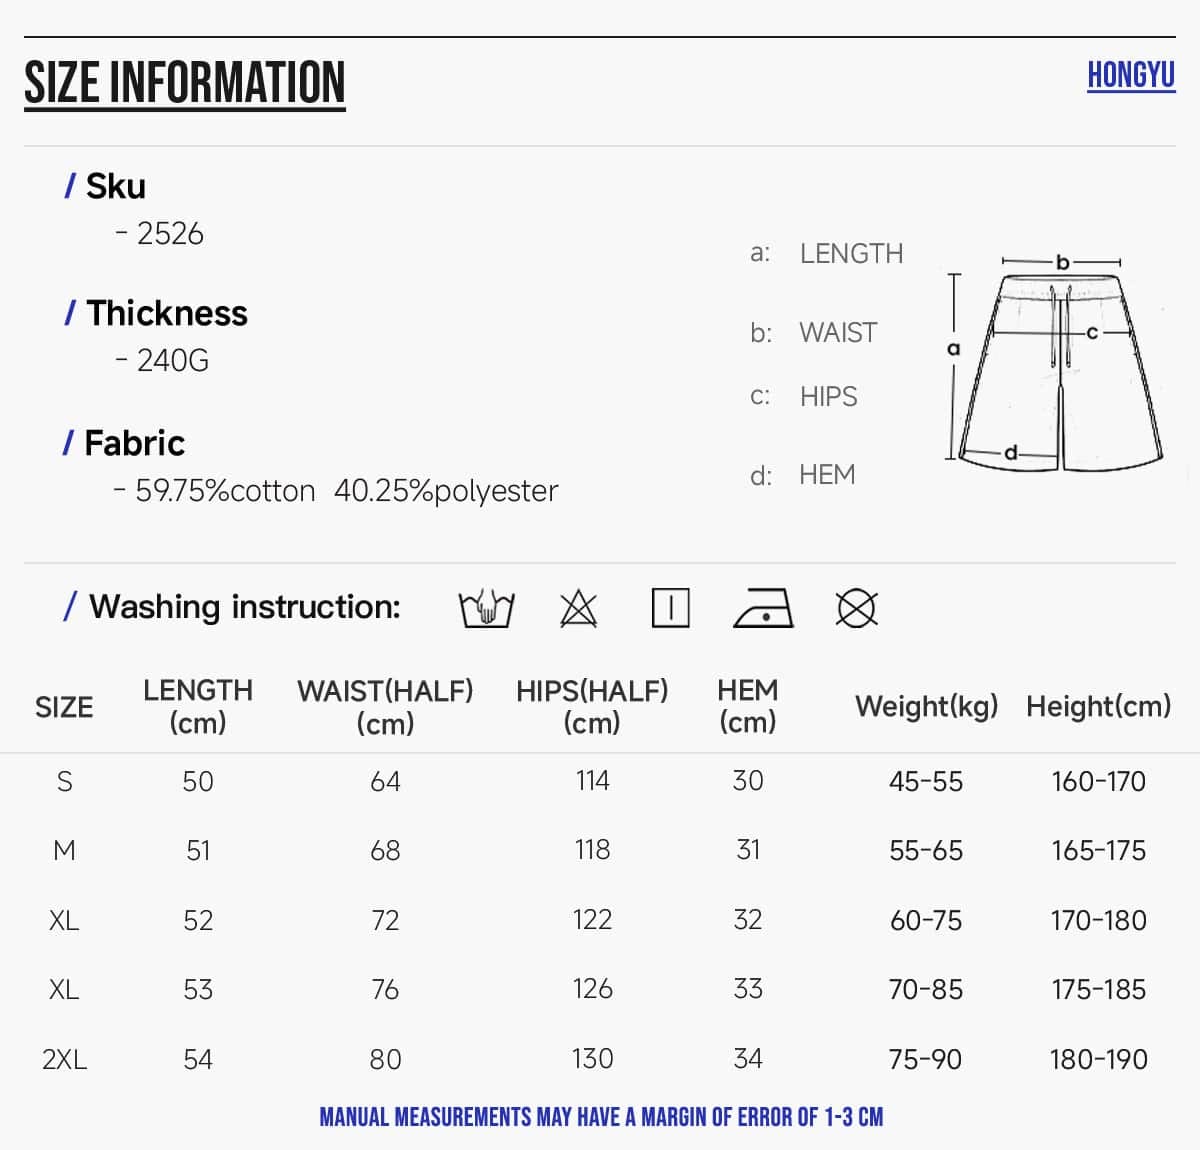 SIZE INFORMATION
HONGYU
/ Sku
- 2526
/ Thickness
- 240G
/ Fabric
- 59.75%cotton 40.25%polyester
a: LENGTH
b: WAIST
c: HIPS
d: HEM
b
a
c
d
/ Washing instruction:
SIZE LENGTH (cm) WAIST(HALF) (cm) HIPS(HALF) (cm) HEM (cm) Weight(kg) Height(cm)
S 50 64 114 30 45-55 160-170
M 51 68 118 31 55-65 165-175
XL 52 72 122 32 60-75 170-180
XL 53 76 126 33 70-85 175-185
2XL 54 80 130 34 75-90 180-190
MANUAL MEASUREMENTS MAY HAVE A MARGIN OF ERROR OF 1-3 CM